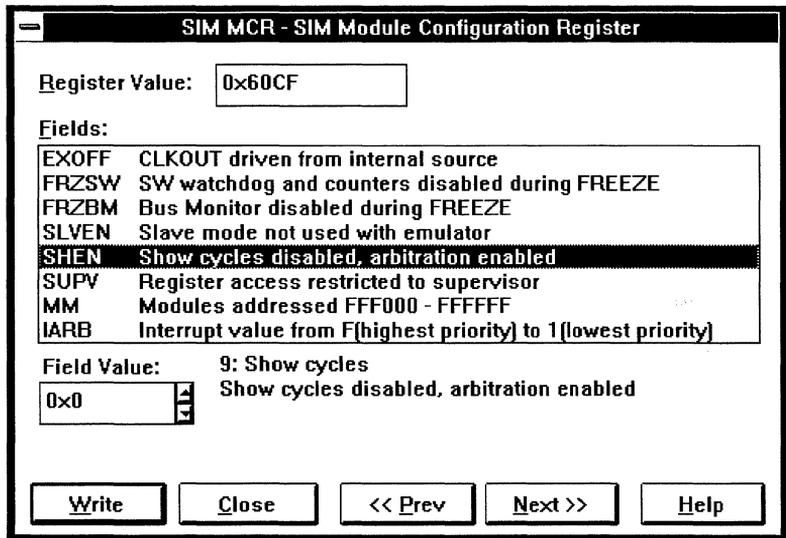 SIM MCR - SIM Module Configuration Register
Register Value: 0x60CF
Fields:
EXOFF CLKOUT driven from internal source
FRZSW SW watchdog and counters disabled during FREEZE
FRZBM Bus Monitor disabled during FREEZE
SLVEN Slave mode not used with emulator
SHEN Show cycles disabled, arbitration enabled
SUPV Register access restricted to supervisor
MM Modules addressed FFF000 - FFFFFF
IARB Interrupt value from F(highest priority) to 1(lowest priority)
Field Value: 9: Show cycles
0x0 Show cycles disabled, arbitration enabled
Write Close << Prev Next >> Help